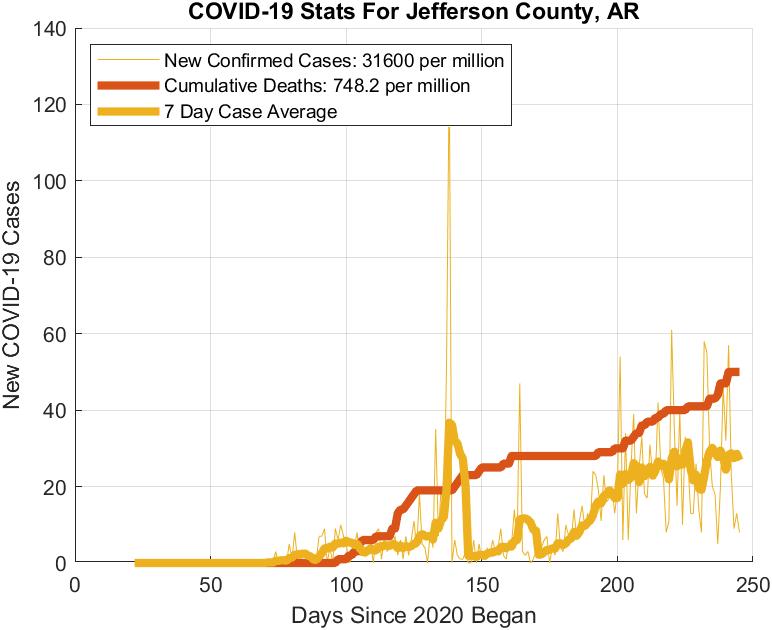 COVID-19 Stats For Jefferson County, AR
140
New Confirmed Cases: 31600 per million
Cumulative Deaths: 748.2 per million
7 Day Case Average
120
100
80
60
40
20
0
New COVID-19 Cases
0 50 100 150 200 250
Days Since 2020 Began